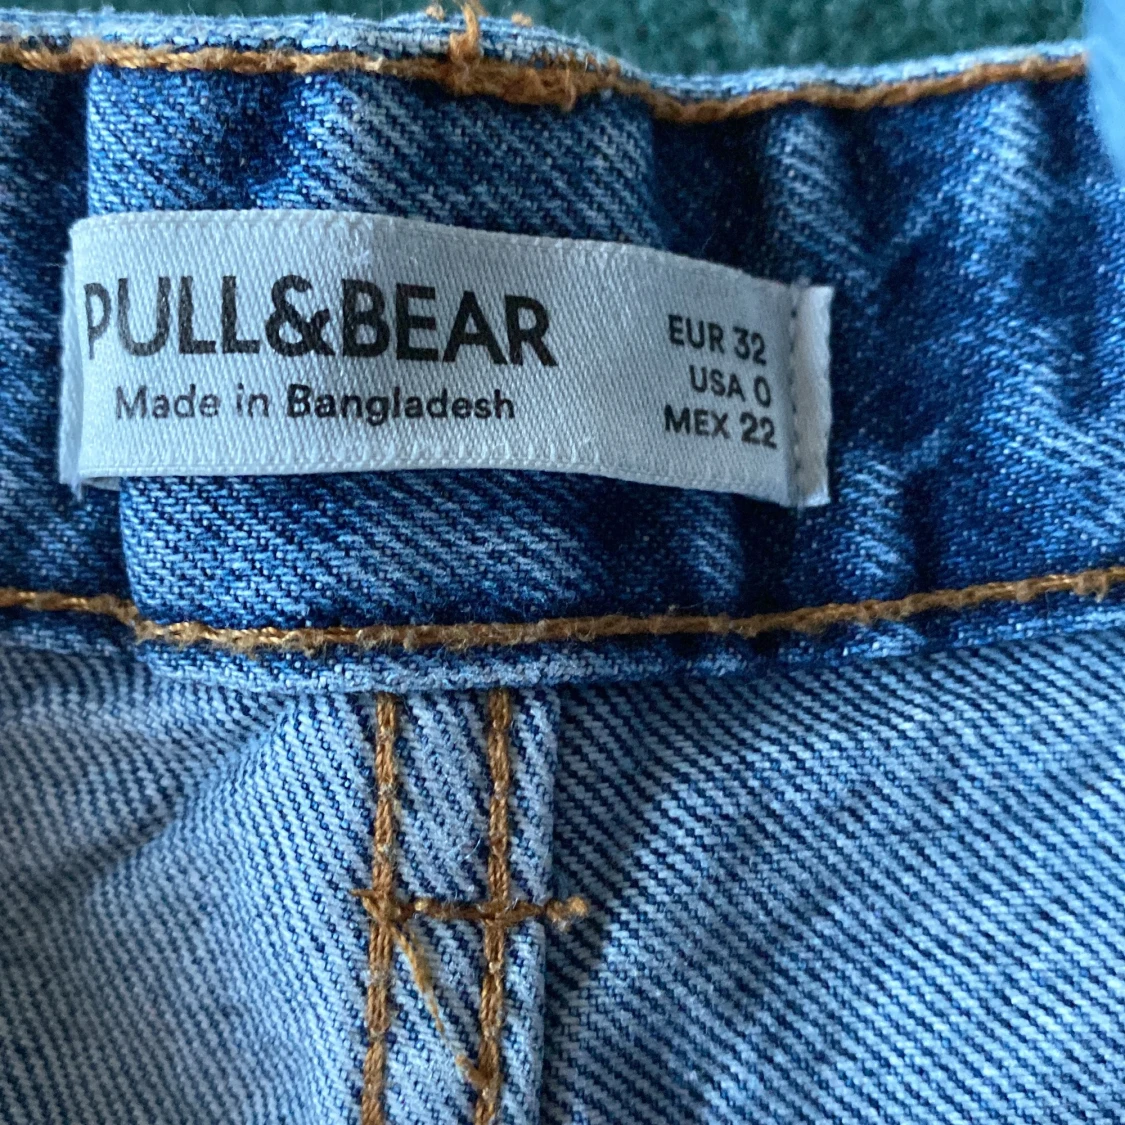 PULL&BEAR
Made in Bangladesh
EUR 32
USA 0
MEX 22